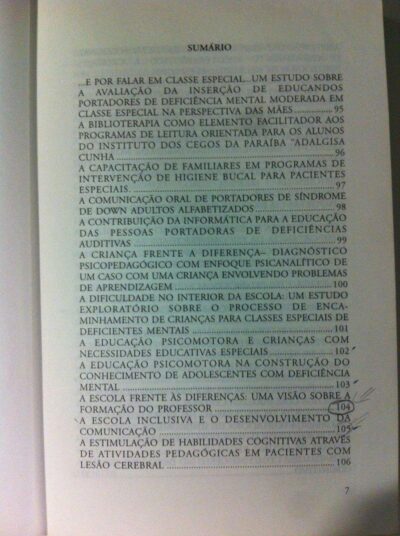 SUMÁRIO
...E POR FALAR EM CLASSE ESPECIAL...UM ESTUDO SOBRE
A AVALIAÇÃO DA INSERÇÃO DE EDUCANDOS
PORTADORES DE DEFICIÊNCIA MENTAL MODERADA EM
CLASSE ESPECIAL NA PERSPECTIVA DAS MÃES ... 95
A BIBLIOTERAPIA COMO ELEMENTO FACILITADOR AOS
PROGRAMAS DE LEITURA ORIENTADA PARA OS ALUNOS
DO INSTITUTO DOS CEGOS DA PARAÍBA "ADALGISA
CUNHA ... 96
A CAPACITAÇÃO DE FAMILIARES EM PROGRAMAS DE
INTERVENÇÃO DE HIGIENE BUCAL PARA PACIENTES
ESPECIAIS. ... 97
A COMUNICAÇÃO ORAL DE PORTADORES DE SÍNDROME
DE DOWN ADULTOS ALFABETIZADOS ... 98
A CONTRIBUIÇÃO DA INFORMÁTICA PARA A EDUCAÇÃO
DAS PESSOAS PORTADORAS DE DEFICIÊNCIAS
AUDITIVAS ... 99
A CRIANÇA FRENTE A DIFERENÇA– DIAGNÓSTICO
PSICOPEDAGÓGICO COM ENFOQUE PSICANALÍTICO DE
UM CASO COM UMA CRIANÇA ENVOLVENDO PROBLEMAS
DE APRENDIZAGEM ... 100
A DIFICULDADE NO INTERIOR DA ESCOLA: UM ESTUDO
EXPLORATÓRIO SOBRE O PROCESSO DE ENCA-
MINHAMENTO DE CRIANÇAS PARA CLASSES ESPECIAIS DE
DEFICIENTES MENTAIS ... 101
A EDUCAÇÃO PSICOMOTORA E CRIANÇAS COM
NECESSIDADES EDUCATIVAS ESPECIAIS ... 102
A EDUCAÇÃO PSICOMOTORA NA CONSTRUÇÃO DO
CONHECIMENTO DE ADOLESCENTES COM DEFICIÊNCIA
MENTAL ... 103
A ESCOLA FRENTE ÀS DIFERENÇAS: UMA VISÃO SOBRE A
FORMAÇÃO DO PROFESSOR ... 104
A ESCOLA INCLUSIVA E O DESENVOLVIMENTO DA
COMUNICAÇÃO ... 105
A ESTIMULAÇÃO DE HABILIDADES COGNITIVAS ATRAVÉS
DE ATIVIDADES PEDAGÓGICAS EM PACIENTES COM
LESÃO CEREBRAL ... 106
7